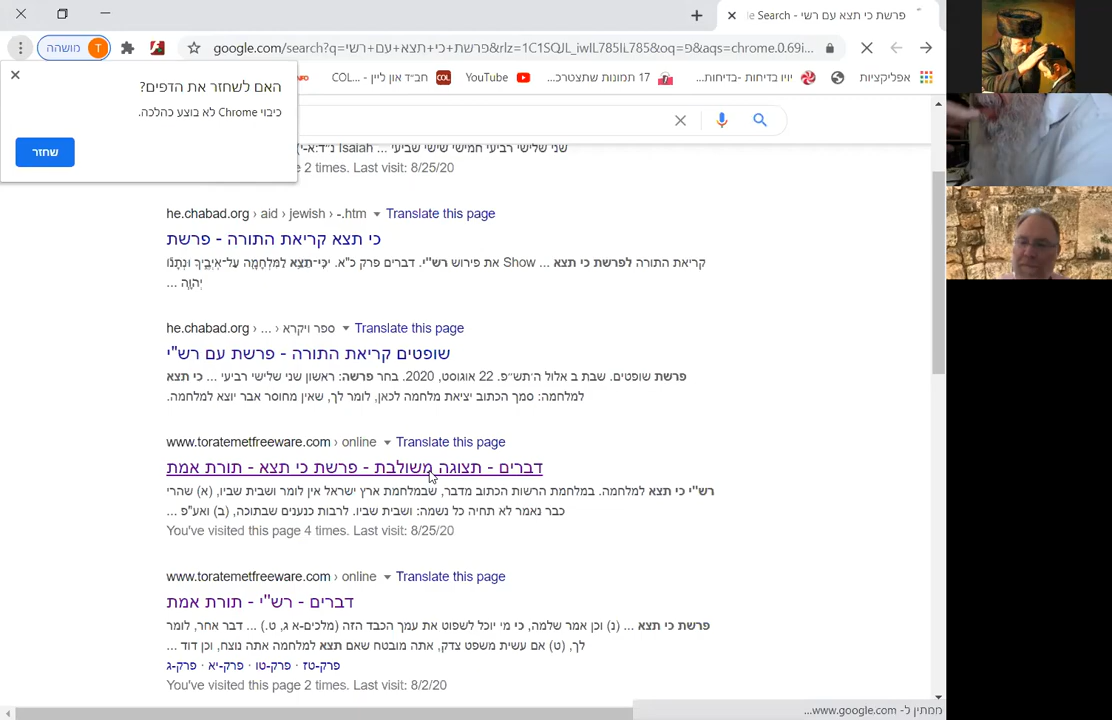 פרשת כי תצא עם רשי - le Search
מושהה T
google.com/search?q=פרשת+כי+תצא+עם+רשי&rlz=1C1SQJL_iwIL785IL785&oq=פ&aqs=chrome.0.69i...
אפליקציות
יויו בדיחות -בדיחות...
17 תמונות שתצטרכ...
YouTube
חב"ד און ליין - COL...
COL
האם לשחזר את הדפים?
כיבוי Chrome לא בוצע כהלכה.
שחזר
שני שלישי רביעי חמישי שישי שביעי ... Isaiah נ"ד:א-י
2 times. Last visit: 8/25/20
he.chabad.org › aid › jewish › -.htm Translate this page
כי תצא קריאת התורה - פרשת
קריאת התורה לפרשת כי תצא ... Show את פירוש רש"י. דברים פרק כ"א. יכִּֽי־תֵצֵ֥א לַמִּלְחָמָ֖ה עַל־אֹֽיְבֶ֑יךָ וּנְתָנ֞וֹ
יְהֹוָ֧ה ...
he.chabad.org › ... › ספר ויקרא Translate this page
שופטים קריאת התורה - פרשת עם רש"י
פרשת שופטים. שבת ב אלול ה'תש״פ. 22 אוגוסט, 2020. בחר פרשה: ראשון שני שלישי רביעי ... כי תצא
למלחמה: סמך הכתוב יציאת מלחמה לכאן, לומר לך, שאין מחוסר אבר יוצא למלחמה.
www.toratemetfreeware.com › online Translate this page
דברים - תצוגה משולבת - פרשת כי תצא - תורת אמת
רש"י כי תצא למלחמה. במלחמת הרשות הכתוב מדבר, שבמלחמת ארץ ישראל אין לומר ושבית שביו, (א) שהרי
כבר נאמר לא תחיה כל נשמה: ושבית שביו. לרבות כנענים שבתוכה, (ב) ואע"פ ...
You've visited this page 4 times. Last visit: 8/25/20
www.toratemetfreeware.com › online Translate this page
דברים - רש"י - תורת אמת
פרשת כי תצא ... (נ) וכן אמר שלמה, כי מי יוכל לשפוט את עמך הכבד הזה (מלכים-א ג, ט.) ... דבר אחר, לומר
לך, (ט) אם עשית משפט צדק, אתה מובטח שאם תצא למלחמה אתה נוצח, וכן דוד ...
פרק-טז · פרק-טו · פרק-יא · פרק-ג
You've visited this page 2 times. Last visit: 8/2/20
ממתין ל- www.google.com...